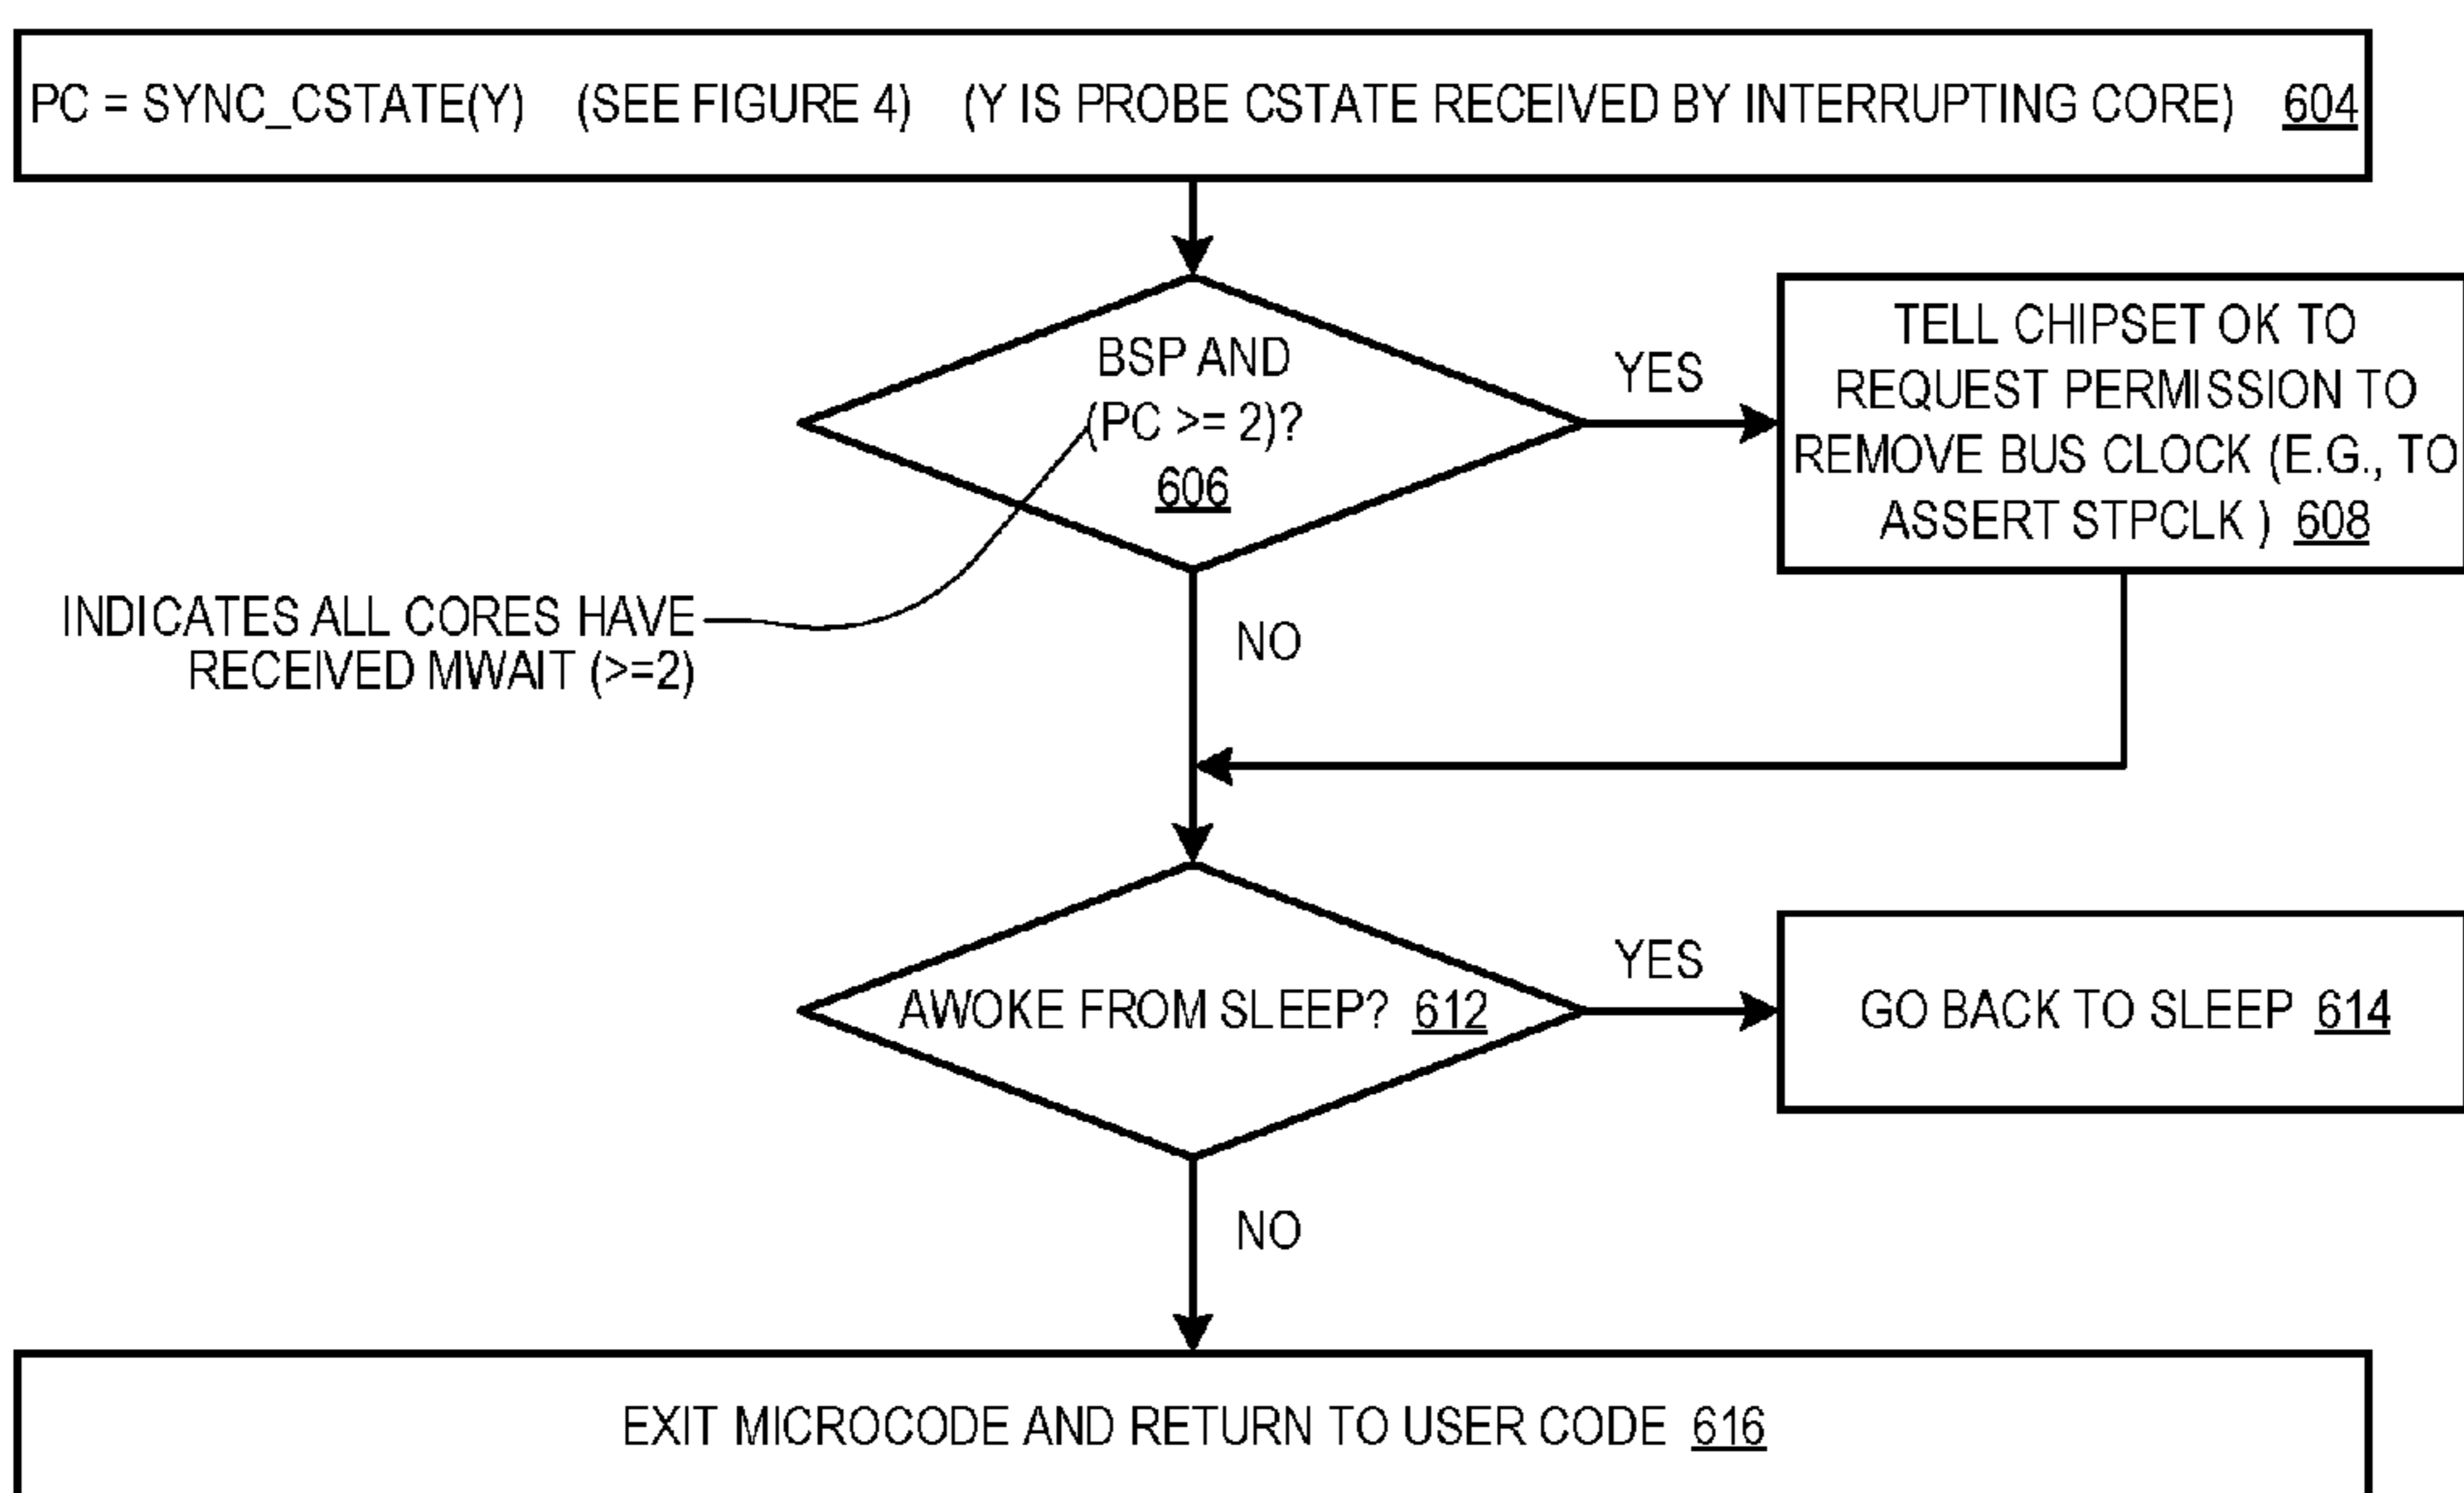 PC = SYNC_CSTATE(Y) (SEE FIGURE 4) (Y IS PROBE CSTATE RECEIVED BY INTERRUPTING CORE) 604
BSP AND
(PC >= 2)?
606
YES
TELL CHIPSET OK TO
REQUEST PERMISSION TO
REMOVE BUS CLOCK (E.G., TO
ASSERT STPCLK ) 608
INDICATES ALL CORES HAVE
RECEIVED MWAIT (>=2)
NO
AWOKE FROM SLEEP? 612
YES
GO BACK TO SLEEP 614
NO
EXIT MICROCODE AND RETURN TO USER CODE 616